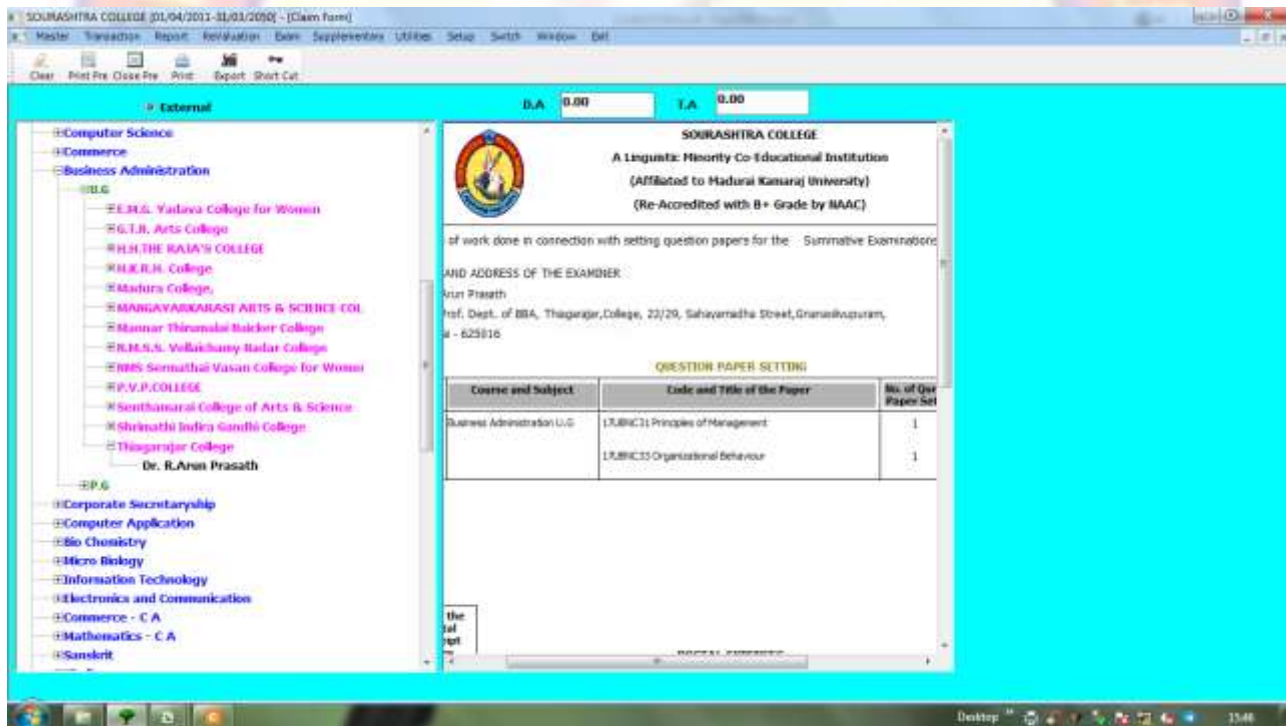 SOURASHTRA COLLEGE [01/04/2011-31/03/2050] - [Claim Form]
Master Transaction Report Revaluation Exam Supplementary Utilities Setup Switch Window Exit
Clear Print Pre Close Pre Print Export Short Cut
External
D.A 0.00 T.A 0.00
Computer Science
Commerce
Business Administration
U.G
E.M.G. Yadava College for Women
G.T.N. Arts College
H.H.THE RAJA'S COLLEGE
H.K.R.H. College
Madura College,
MANGAYARKARASI ARTS & SCIENCE COL
Mannar Thirumalai Naicker College
N.M.S.S. Vellaichamy Nadar College
NMS Sermathai Vasan College for Women
P.V.P.COLLEGE
Senthamarai College of Arts & Science
Shrimathi Indira Gandhi College
Thiagarajar College
Dr. R.Arun Prasath
P.G
Corporate Secretaryship
Computer Application
Bio Chemistry
Micro Biology
Information Technology
Electronics and Communication
Commerce - C A
Mathematics - C A
Sanskrit
SOURASHTRA COLLEGE
A Linguistic Minority Co-Educational Institution
(Affiliated to Madurai Kamaraj University)
(Re-Accredited with B+ Grade by NAAC)
of work done in connection with setting question papers for the Summative Examinations
AND ADDRESS OF THE EXAMINER
Arun Prasath
Prof. Dept. of BBA, Thiagarajar,College, 22/29, Street,
- 625016
QUESTION PAPER SETTING
Course and Subject Code and Title of the Paper No. of Paper Set
Business Administration U.G 17UBNC31 Principles of Management 1
17UBNC33 Organizational Behaviour 1
the
Desktop 15:46